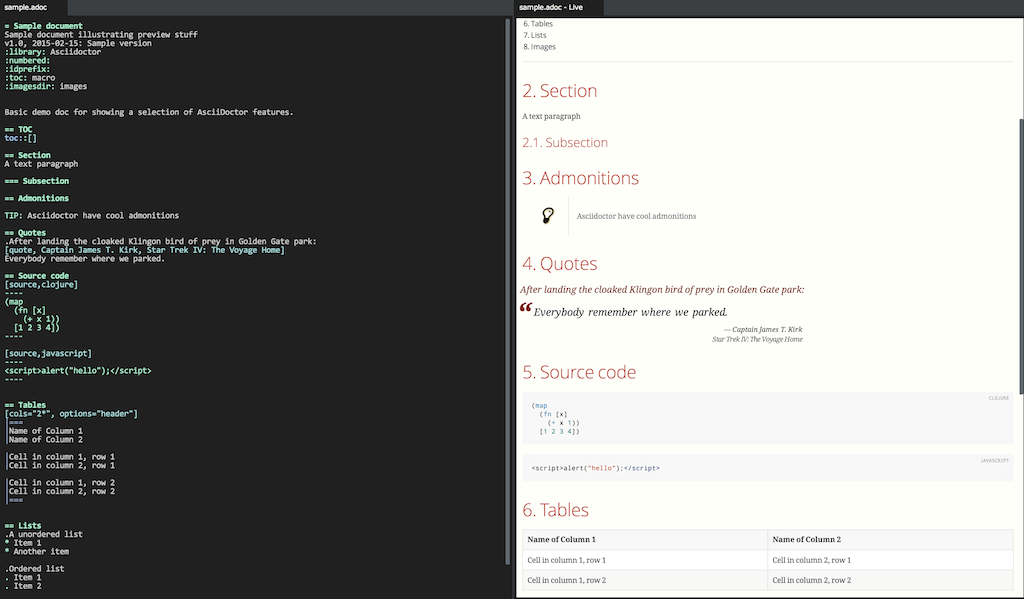 sample.adoc
= Sample document
Sample document illustrating preview stuff
v1.0, 2015-02-15: Sample version
:library: Asciidoctor
:numbered:
:idprefix:
:toc: macro
:imagesdir: images
Basic demo doc for showing a selection of AsciiDoctor features.
== TOC
toc::[]
== Section
A text paragraph
=== Subsection
== Admonitions
TIP: Asciidoctor have cool admonitions
== Quotes
.After landing the cloaked Klingon bird of prey in Golden Gate park:
[quote, Captain James T. Kirk, Star Trek IV: The Voyage Home]
Everybody remember where we parked.
== Source code
[source,clojure]
----
(map
  (fn [x]
    (+ x 1))
  [1 2 3 4])
----
[source,javascript]
----
<script>alert("hello");</script>
----
== Tables
[cols="2*", options="header"]
|===
|Name of Column 1
|Name of Column 2
|Cell in column 1, row 1
|Cell in column 2, row 1
|Cell in column 1, row 2
|Cell in column 2, row 2
|===
== Lists
.A unordered list
* Item 1
* Another item
.Ordered list
. Item 1
. Item 2
sample.adoc - Live
6. Tables
7. Lists
8. Images
2. Section
A text paragraph
2.1. Subsection
3. Admonitions
Asciidoctor have cool admonitions
4. Quotes
After landing the cloaked Klingon bird of prey in Golden Gate park:
“Everybody remember where we parked.
— Captain James T. Kirk
Star Trek IV: The Voyage Home
5. Source code
CLOJURE
(map
  (fn [x]
    (+ x 1))
  [1 2 3 4])
JAVASCRIPT
<script>alert("hello");</script>
6. Tables
Name of Column 1 Name of Column 2
Cell in column 1, row 1 Cell in column 2, row 1
Cell in column 1, row 2 Cell in column 2, row 2